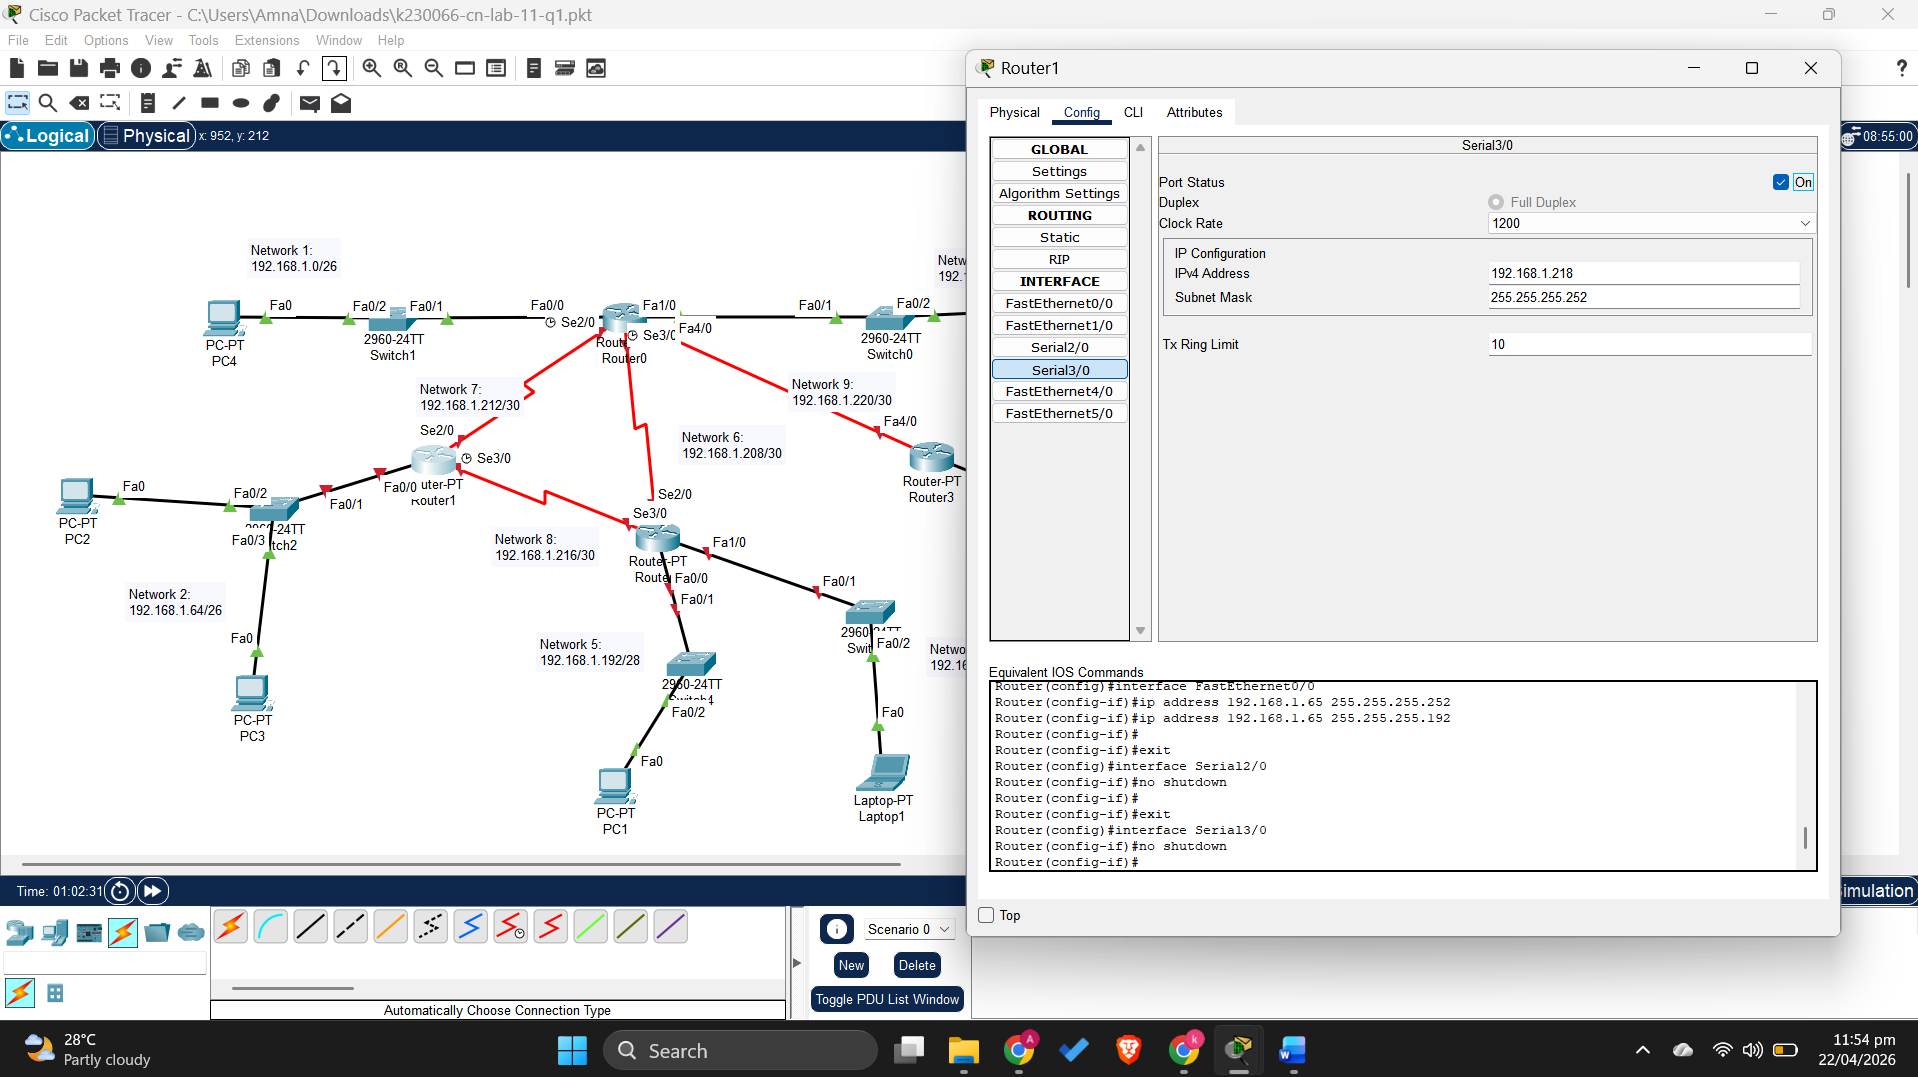 Cisco Packet Tracer - C:\Users\Amna\Downloads\k230066-cn-lab-11-q1.pkt
File Edit Options View Tools Extensions Window Help
Logical Physical x: 952, y: 212
08:55:00
Network 1:
192.168.1.0/26
Fa0
Fa0/2
Fa0/1
Fa0/0
Se2/0
Fa1/0
Se3/0
Fa4/0
Fa0/1
Fa0/2
PC-PT
PC4
2960-24TT
Switch1
Router0
2960-24TT
Switch0
Network 7:
192.168.1.212/30
Network 9:
192.168.1.220/30
Se2/0
Fa4/0
Network 6:
192.168.1.208/30
Se3/0
Router-PT
Router3
Fa0
Fa0/2
Fa0/1
Fa0/0
uter-PT
Router1
Se2/0
Se3/0
PC-PT
PC2
Fa0/3
Network 8:
192.168.1.216/30
Router-PT
Fa1/0
Fa0/0
Fa0/1
Fa0/1
Network 2:
192.168.1.64/26
Fa0
Fa0/2
Network 5:
192.168.1.192/28
2960-24TT
Fa0/2
Fa0
PC-PT
PC3
Fa0
PC-PT
PC1
Laptop-PT
Laptop1
Time: 01:02:31
Scenario 0
New Delete
Toggle PDU List Window
Automatically Choose Connection Type
Router1
Physical Config CLI Attributes
GLOBAL
Settings
Algorithm Settings
ROUTING
Static
RIP
INTERFACE
FastEthernet0/0
FastEthernet1/0
Serial2/0
Serial3/0
FastEthernet4/0
FastEthernet5/0
Serial3/0
Port Status On
Duplex Full Duplex
Clock Rate 1200
IP Configuration
IPv4 Address 192.168.1.218
Subnet Mask 255.255.255.252
Tx Ring Limit 10
Equivalent IOS Commands
Router(config)#interface FastEthernet0/0
Router(config-if)#ip address 192.168.1.65 255.255.255.252
Router(config-if)#ip address 192.168.1.65 255.255.255.192
Router(config-if)#
Router(config-if)#exit
Router(config)#interface Serial2/0
Router(config-if)#no shutdown
Router(config-if)#
Router(config-if)#exit
Router(config)#interface Serial3/0
Router(config-if)#no shutdown
Router(config-if)#
Top
28°C
Partly cloudy
Search
11:54 pm
22/04/2026